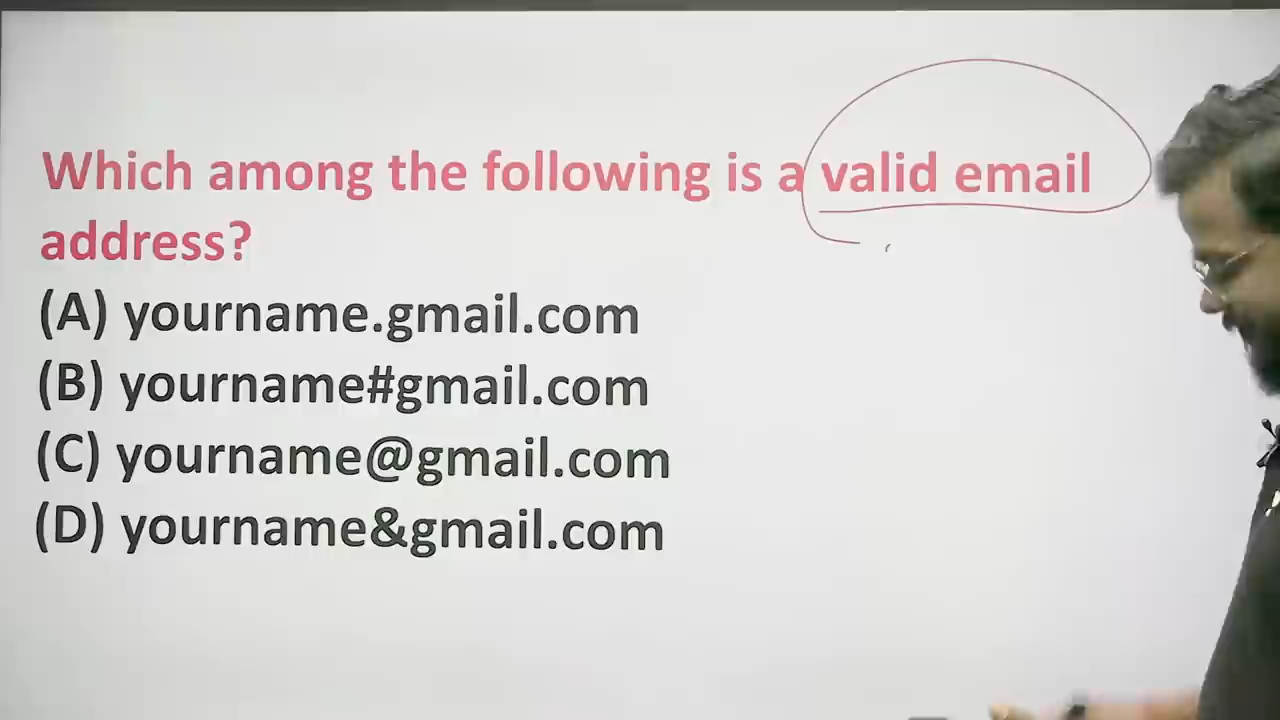 Which among the following is a valid email
address?
(A) yourname.gmail.com
(B) yourname#gmail.com
(C) yourname@gmail.com
(D) yourname&gmail.com